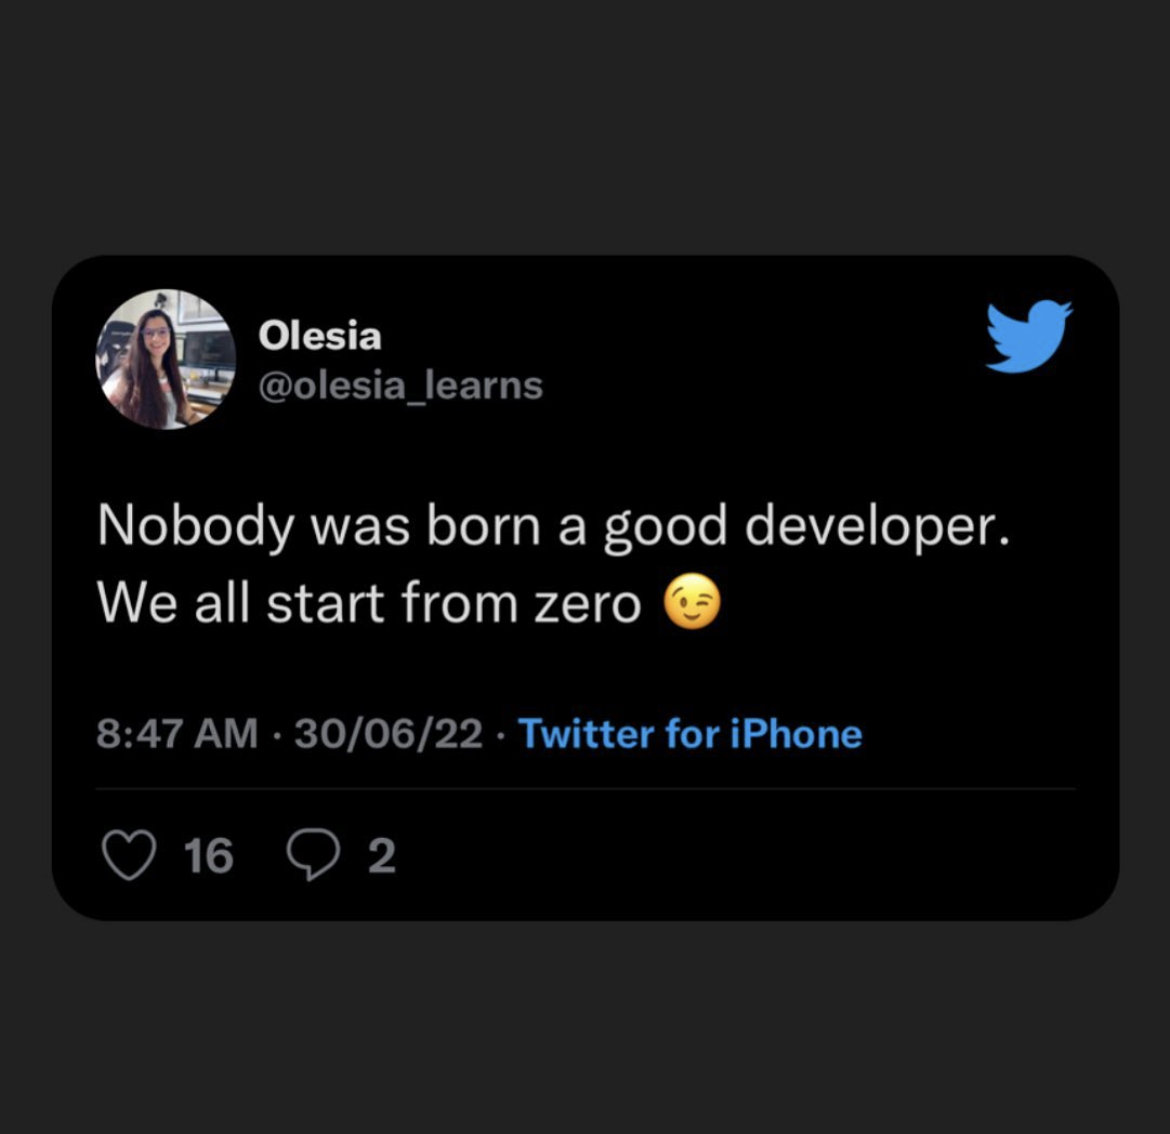 Olesia
@olesia_learns
Nobody was born a good developer.
We all start from zero 😉
8:47 AM · 30/06/22 · Twitter for iPhone
16 2